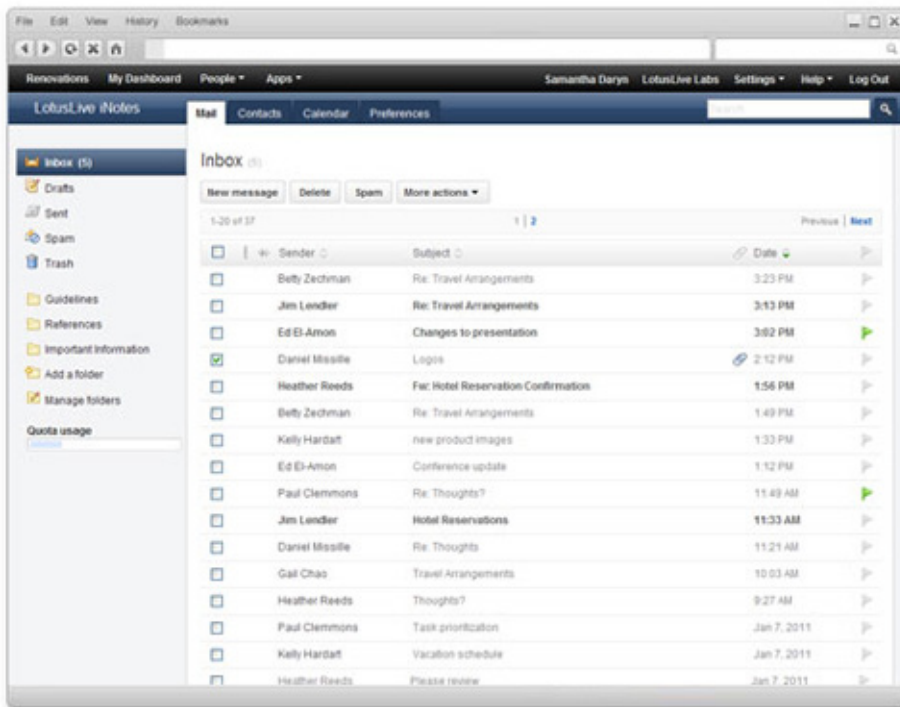 File Edit View History Bookmarks
Renovations My Dashboard People Apps Samantha Daryn LotusLive Labs Settings Help Log Out
LotusLive iNotes Mail Contacts Calendar Preferences Search
Inbox (5)
Drafts
Sent
Spam
Trash
Guidelines
References
Important Information
Add a folder
Manage folders
Quota usage
Inbox (5)
New message Delete Spam More actions
1-20 of 37 1 | 2 Previous | Next
Sender Subject Date
Betty Zechman Re: Travel Arrangements 3:23 PM
Jim Lendler Re: Travel Arrangements 3:13 PM
Ed El-Amon Changes to presentation 3:02 PM
Daniel Missille Logos 2:12 PM
Heather Reeds Fw: Hotel Reservation Confirmation 1:56 PM
Betty Zechman Re: Travel Arrangements 1:49 PM
Kelly Hardart new product images 1:33 PM
Ed El-Amon Conference update 1:12 PM
Paul Clemmons Re: Thoughts? 11:49 AM
Jim Lendler Hotel Reservations 11:33 AM
Daniel Missille Re: Thoughts 11:21 AM
Gail Chao Travel Arrangements 10:03 AM
Heather Reeds Thoughts? 9:27 AM
Paul Clemmons Task prioritization Jan 7, 2011
Kelly Hardart Vacation schedule Jan 7, 2011
Heather Reeds Please review Jan 7, 2011